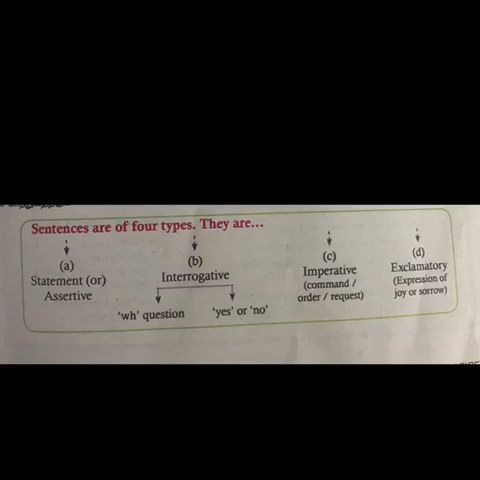 Sentences are of four types. They are...
(a)
Statement (or)
Assertive
(b)
Interrogative
'wh' question
'yes' or 'no'
(c)
Imperative
(command /
order / request)
(d)
Exclamatory
(Expression of
joy or sorrow)